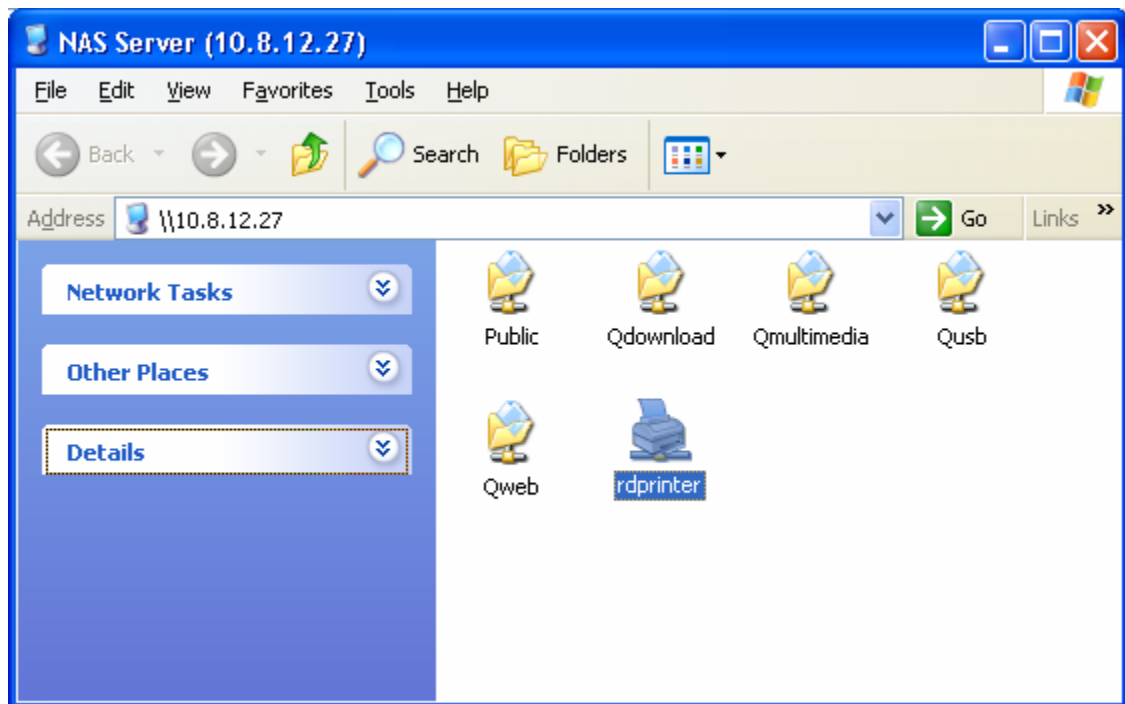 NAS Server (10.8.12.27)
File Edit View Favorites Tools Help
Back Search Folders
Address \\10.8.12.27 Go Links »
Network Tasks
Other Places
Details
Public Qdownload Qmultimedia Qusb
Qweb rdprinter